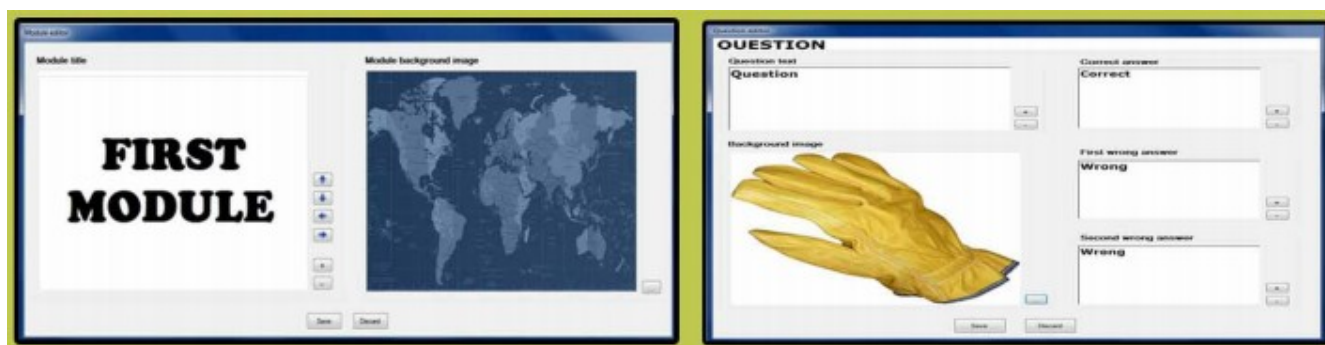 Module editor
Module title
Module background image
FIRST
MODULE
+
-
...
Save
Discard
Question editor
QUESTION
Question text
Question
+
-
Background image
...
Correct answer
Correct
+
-
First wrong answer
Wrong
+
-
Second wrong answer
Wrong
+
-
Save
Discard